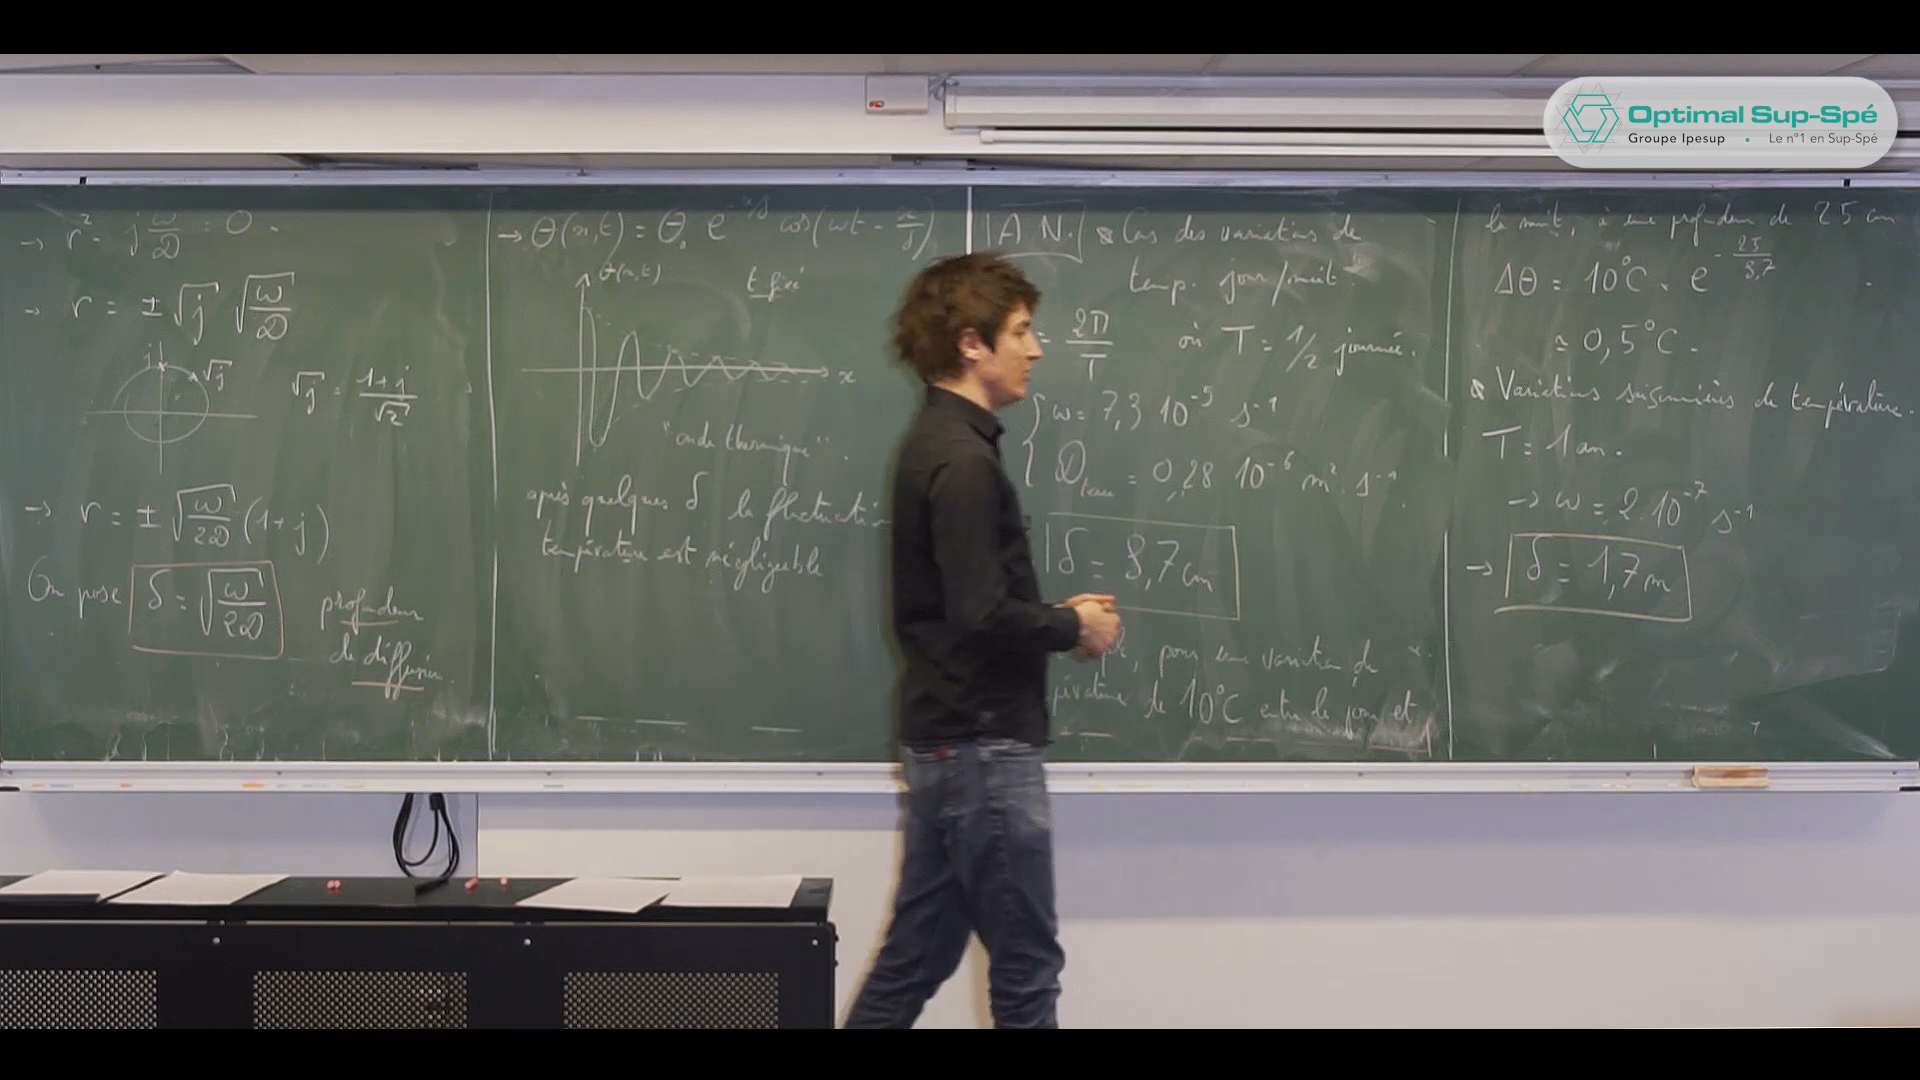 Optimal Sup-Spé
Groupe Ipesup • Le n°1 en Sup-Spé
→ r² - j ω/D = 0.
→ r = ± √j √(ω/D)
j √j √j = (1+j)/√2
→ r = ± √(ω/2D) (1+j)
On pose δ = √(ω/2D) profondeur
de diffusion.
→ θ(x,t) = θ₀ e^(-x/δ) cos(ωt - x/δ)
θ(x,t) t fixé
x
"onde thermique".
après quelques δ la fluctuation
température est négligeable
A.N. Cas des variations de
temp. jour/nuit.
= 2π/T où T = 1/2 journée.
ω = 7,3 10⁻⁵ s⁻¹
D = 0,28 10⁻⁶ m² s⁻¹
δ = 8,7 cm
, pour une variation de
de 10°C entre le jour et
la nuit, à une profondeur de 25 cm
Δθ = 10°C × e^(-25/8,7)
≈ 0,5°C.
Variations saisonnières de température.
T = 1 an.
→ ω = 2 10⁻⁷ s⁻¹
→ δ = 1,7 m